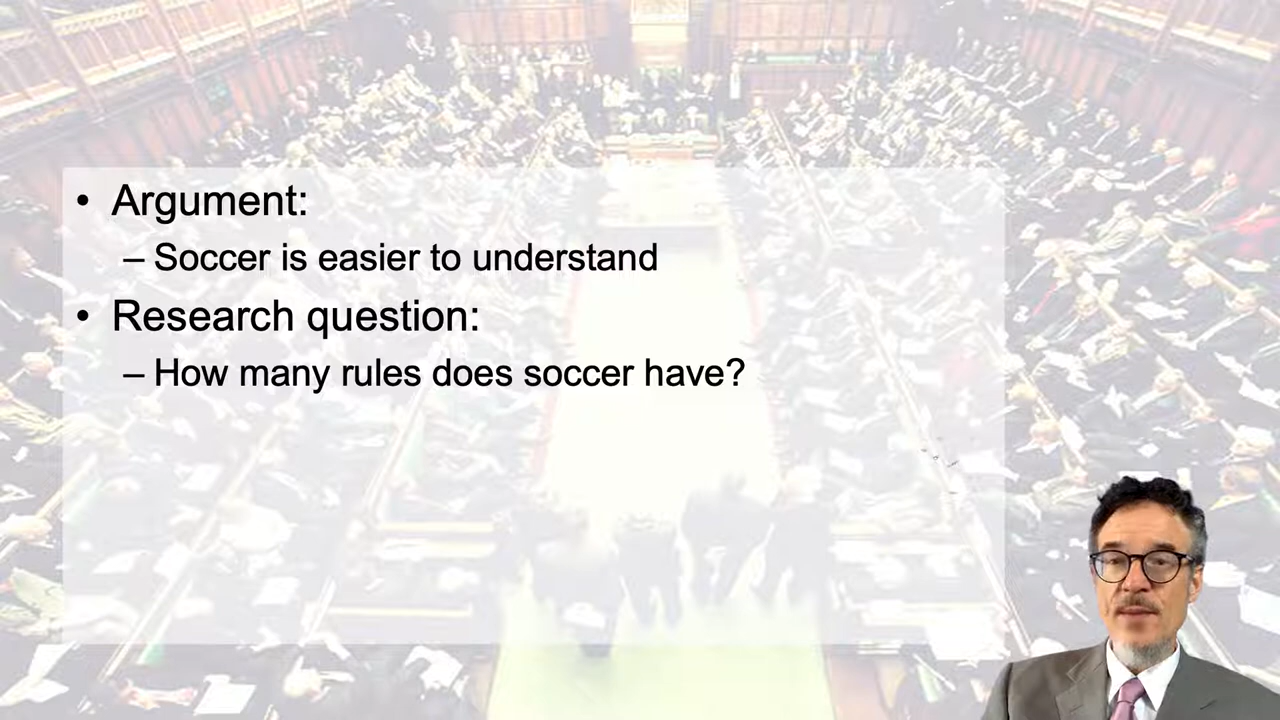 • Argument:
– Soccer is easier to understand
• Research question:
– How many rules does soccer have?